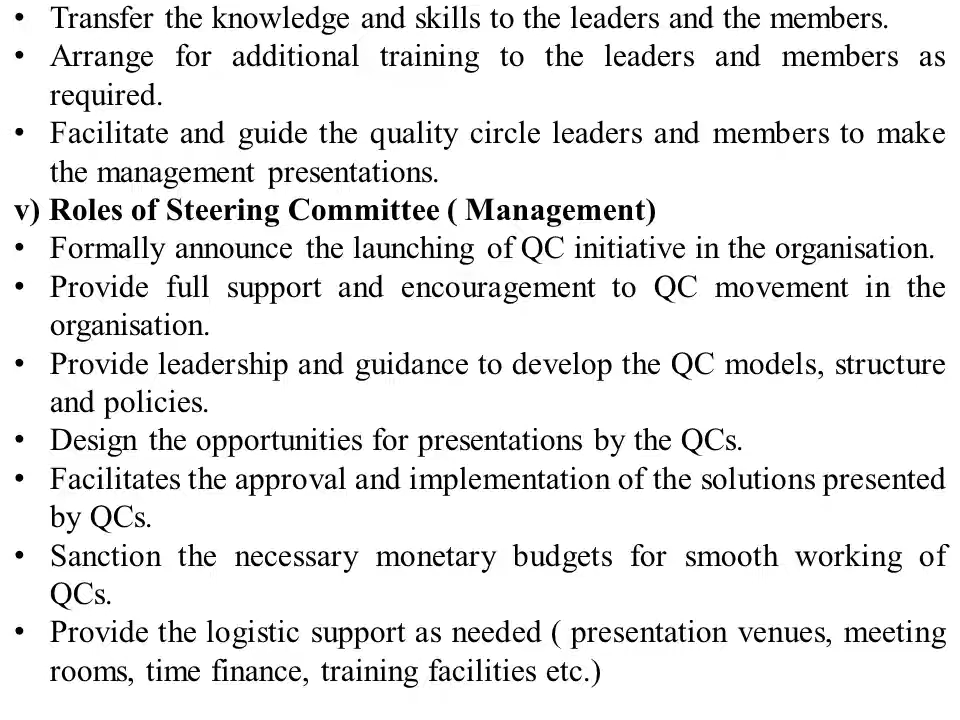 • Transfer the knowledge and skills to the leaders and the members.
• Arrange for additional training to the leaders and members as
required.
• Facilitate and guide the quality circle leaders and members to make
the management presentations.
v) Roles of Steering Committee ( Management)
• Formally announce the launching of QC initiative in the organisation.
• Provide full support and encouragement to QC movement in the
organisation.
• Provide leadership and guidance to develop the QC models, structure
and policies.
• Design the opportunities for presentations by the QCs.
• Facilitates the approval and implementation of the solutions presented
by QCs.
• Sanction the necessary monetary budgets for smooth working of
QCs.
• Provide the logistic support as needed ( presentation venues, meeting
rooms, time finance, training facilities etc.)